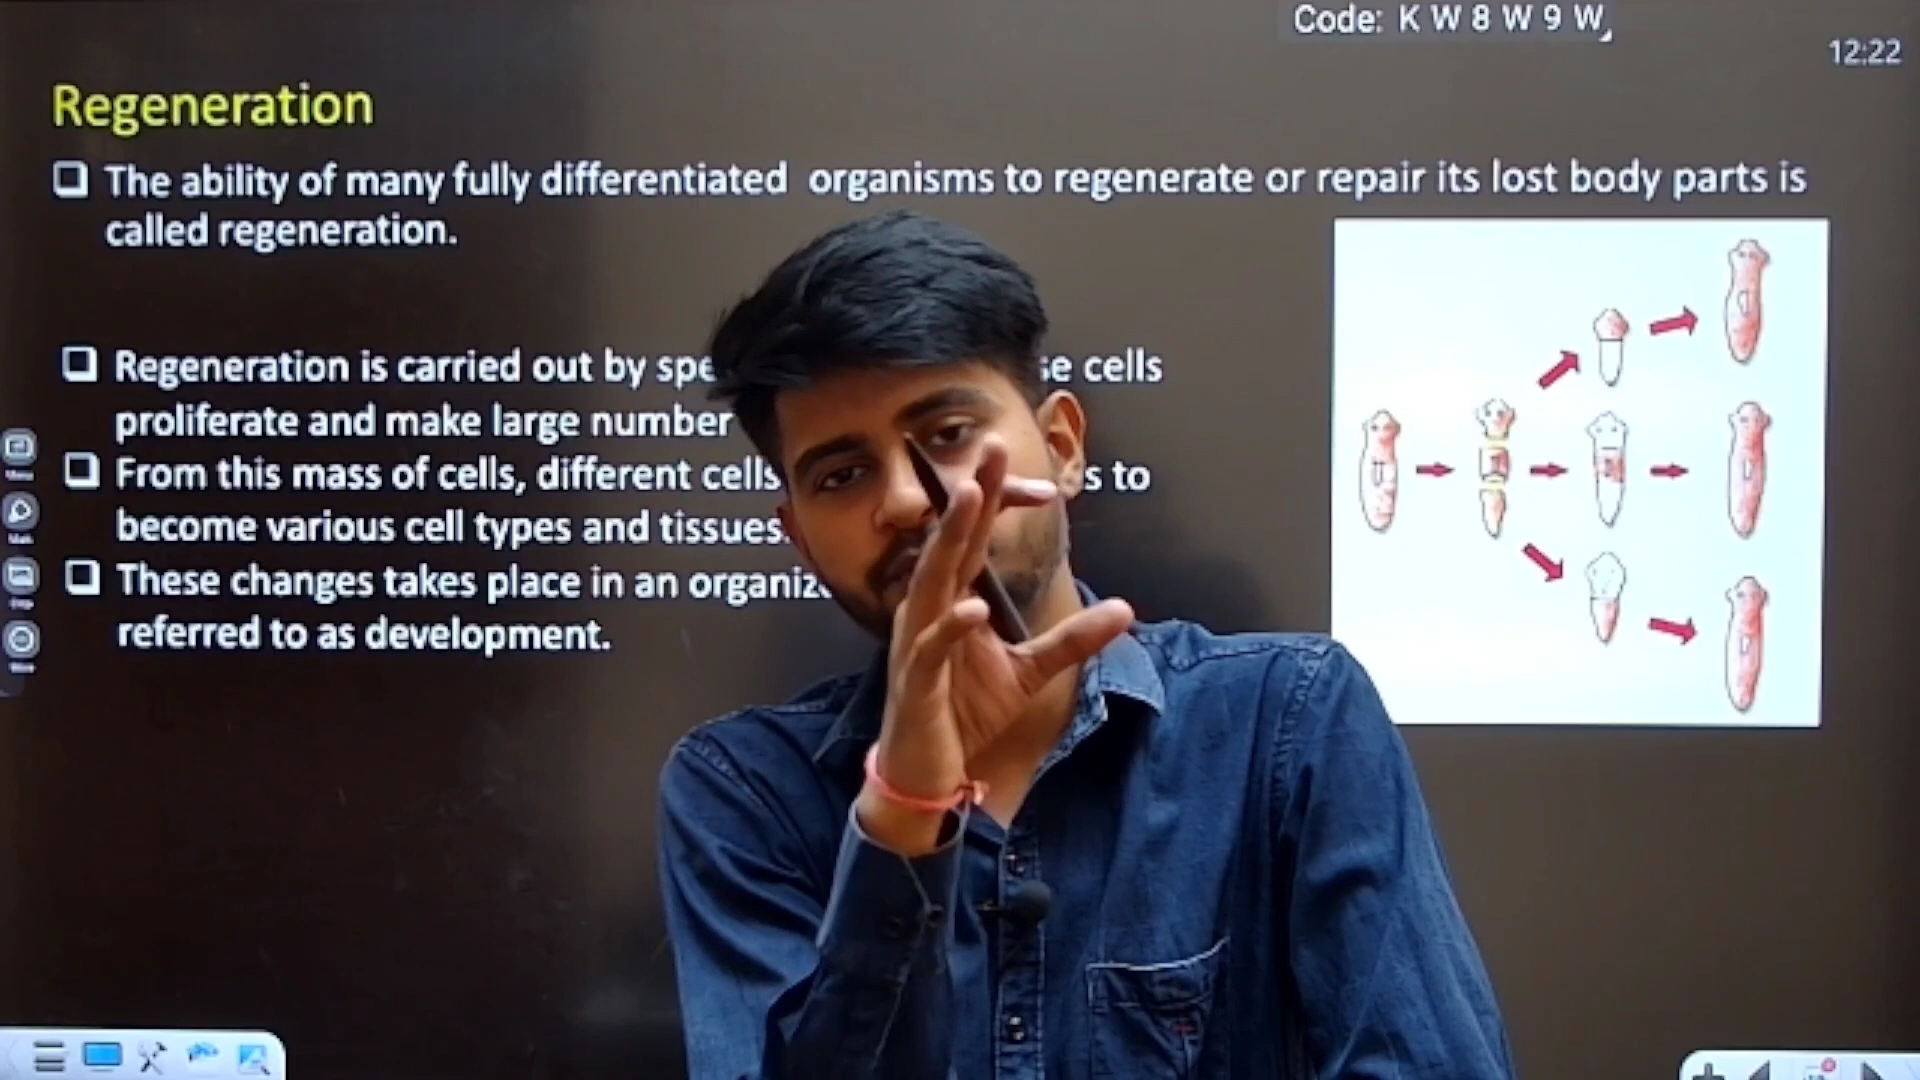 Code: K W 8 W 9 W
12:22
Regeneration
The ability of many fully differentiated organisms to regenerate or repair its lost body parts is
called regeneration.
Regeneration is carried out by spe se cells
proliferate and make large number
From this mass of cells, different cells s to
become various cell types and tissues.
These changes takes place in an organiz
referred to as development.